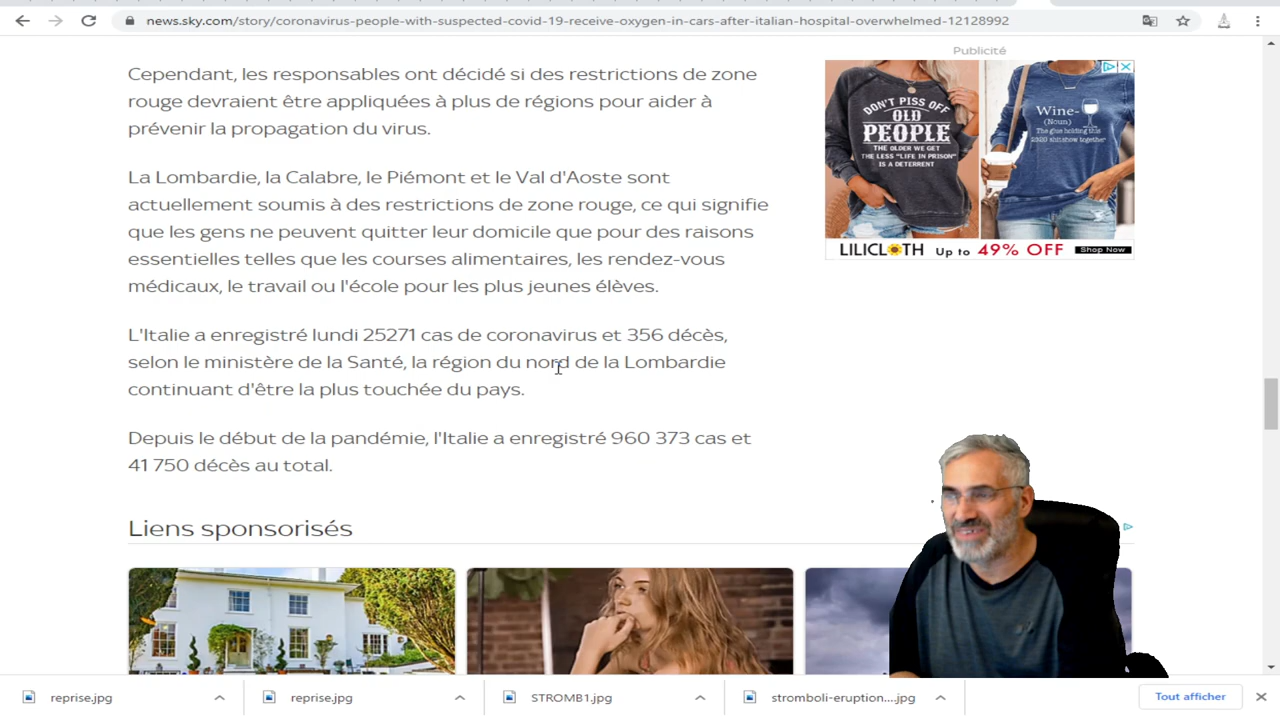 news.sky.com/story/coronavirus-people-with-suspected-covid-19-receive-oxygen-in-cars-after-italian-hospital-overwhelmed-12128992
Cependant, les responsables ont décidé si des restrictions de zone
rouge devraient être appliquées à plus de régions pour aider à
prévenir la propagation du virus.
La Lombardie, la Calabre, le Piémont et le Val d'Aoste sont
actuellement soumis à des restrictions de zone rouge, ce qui signifie
que les gens ne peuvent quitter leur domicile que pour des raisons
essentielles telles que les courses alimentaires, les rendez-vous
médicaux, le travail ou l'école pour les plus jeunes élèves.
L'Italie a enregistré lundi 25271 cas de coronavirus et 356 décès,
selon le ministère de la Santé, la région du nord de la Lombardie
continuant d'être la plus touchée du pays.
Depuis le début de la pandémie, l'Italie a enregistré 960 373 cas et
41 750 décès au total.
Liens sponsorisés
Publicité
DON'T PISS OFF
OLD
PEOPLE
THE OLDER WE GET
THE LESS "LIFE IN PRISON"
IS A DETERRENT
Wine-
(Noun)
The glue holding this
2020 shitshow together
LILICLOTH Up to 49% OFF Shop Now
reprise.jpg
reprise.jpg
STROMB1.jpg
stromboli-eruption....jpg
Tout afficher